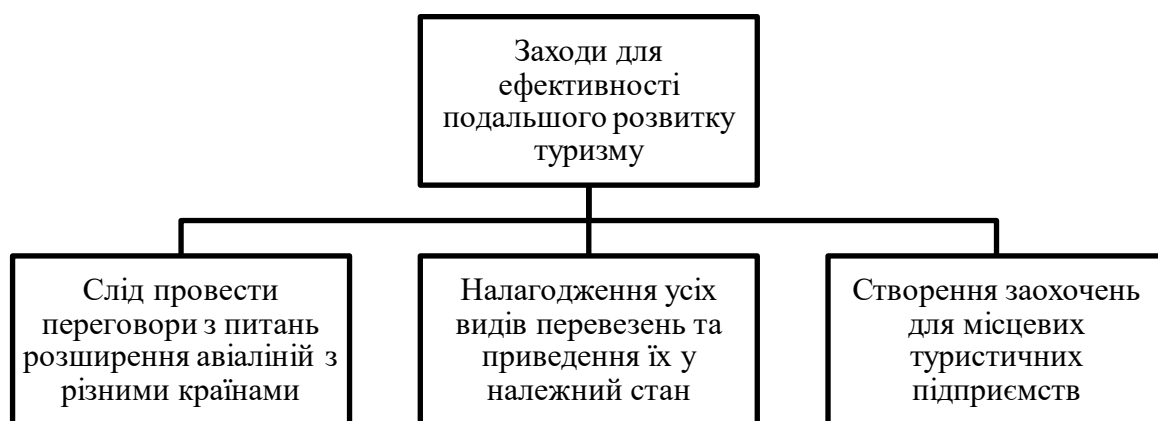 Заходи для
ефективності
подальшого розвитку
туризму
Слід провести
переговори з питань
розширення авіаліній з
різними країнами
Налагодження усіх
видів перевезень та
приведення їх у
належний стан
Створення заохочень
для місцевих
туристичних
підприємств